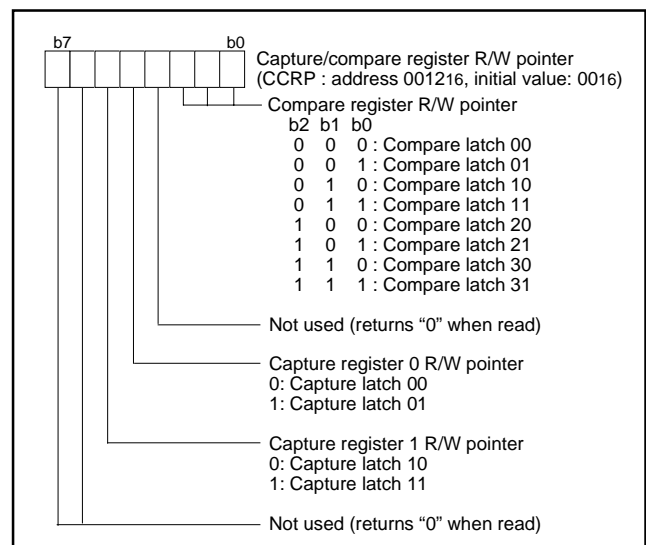 b7 b0
Capture/compare register R/W pointer
(CCRP : address 001216, initial value: 0016)
Compare register R/W pointer
b2 b1 b0
0 0 0 : Compare latch 00
0 0 1 : Compare latch 01
0 1 0 : Compare latch 10
0 1 1 : Compare latch 11
1 0 0 : Compare latch 20
1 0 1 : Compare latch 21
1 1 0 : Compare latch 30
1 1 1 : Compare latch 31
Not used (returns “0” when read)
Capture register 0 R/W pointer
0: Capture latch 00
1: Capture latch 01
Capture register 1 R/W pointer
0: Capture latch 10
1: Capture latch 11
Not used (returns “0” when read)